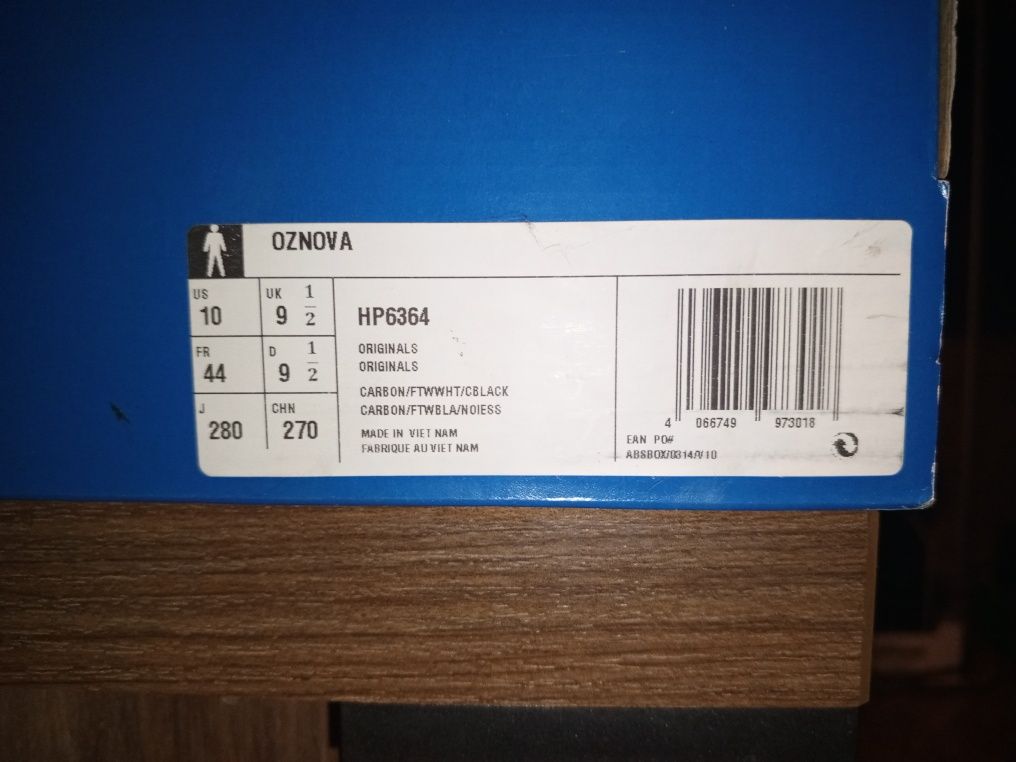 OZNOVA
US 10 UK 9 1/2
FR 44 D 9 1/2
J 280 CHN 270
HP6364
ORIGINALS
ORIGINALS
CARBON/FTWWHT/CBLACK
CARBON/FTWBLA/NOIESS
MADE IN VIET NAM
FABRIQUE AU VIET NAM
4 066749 973018
EAN PO#
ABSBOX/0314/V10